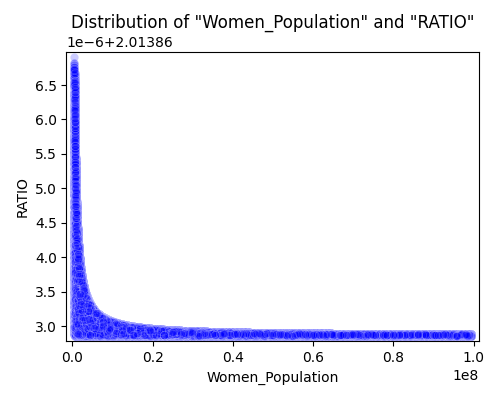 Distribution of "Women_Population" and "RATIO"
1e−6+2.01386
6.5
6.0
5.5
5.0
4.5
4.0
3.5
3.0
RATIO
0.0 0.2 0.4 0.6 0.8 1.0
1e8
Women_Population